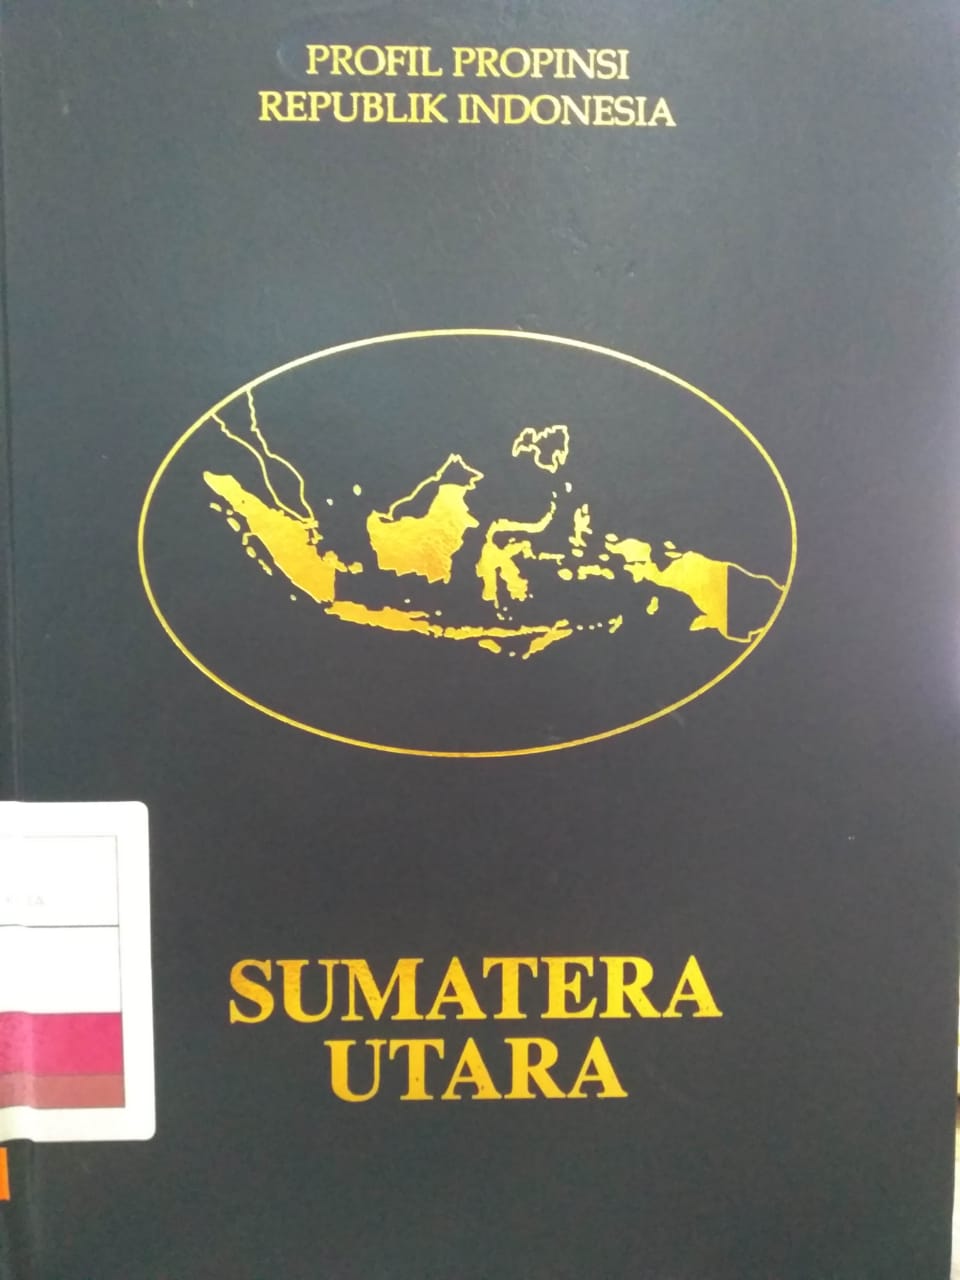 PROFIL PROPINSI
REPUBLIK INDONESIA
SUMATERA
UTARA